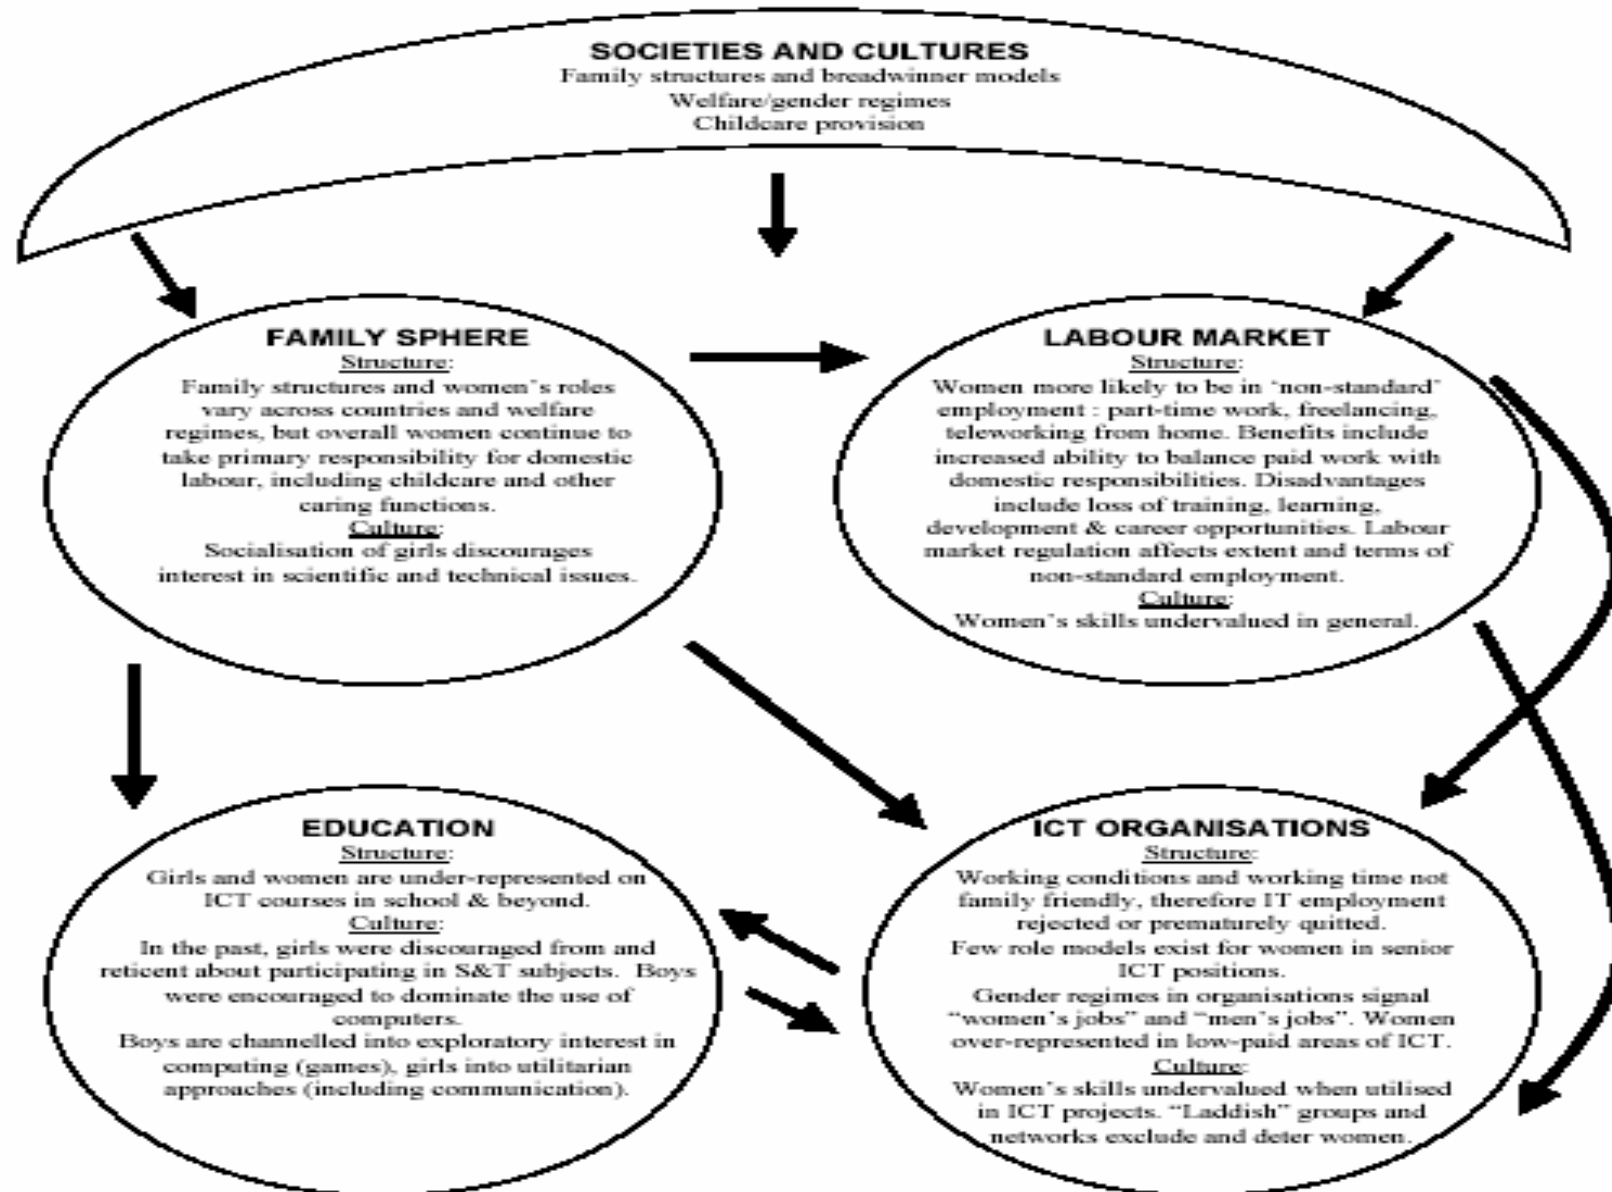 SOCIETIES AND CULTURES
Family structures and breadwinner models
Welfare/gender regimes
Childcare provision
FAMILY SPHERE
Structure:
Family structures and women's roles
vary across countries and welfare
regimes, but overall women continue to
take primary responsibility for domestic
labour, including childcare and other
caring functions.
Culture:
Socialisation of girls discourages
interest in scientific and technical issues.
LABOUR MARKET
Structure:
Women more likely to be in 'non-standard'
employment : part-time work, freelancing,
teleworking from home. Benefits include
increased ability to balance paid work with
domestic responsibilities. Disadvantages
include loss of training, learning,
development & career opportunities. Labour
market regulation affects extent and terms of
non-standard employment.
Culture:
Women's skills undervalued in general.
EDUCATION
Structure:
Girls and women are under-represented on
ICT courses in school & beyond.
Culture:
In the past, girls were discouraged from and
reticent about participating in S&T subjects. Boys
were encouraged to dominate the use of
computers.
Boys are channelled into exploratory interest in
computing (games), girls into utilitarian
approaches (including communication).
ICT ORGANISATIONS
Structure:
Working conditions and working time not
family friendly, therefore IT employment
rejected or prematurely quitted.
Few role models exist for women in senior
ICT positions.
Gender regimes in organisations signal
"women's jobs" and "men's jobs". Women
over-represented in low-paid areas of ICT.
Culture:
Women's skills undervalued when utilised
in ICT projects. "Laddish" groups and
networks exclude and deter women.